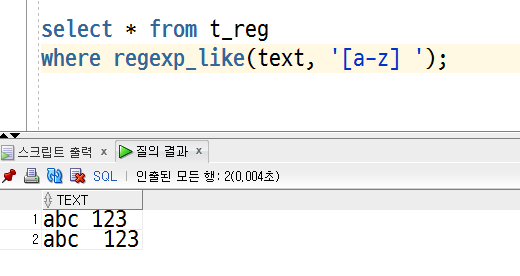 select * from t_reg
where regexp_like(text, '[a-z] ');
스크립트 출력 x 질의 결과 x
SQL | 인출된 모든 행: 2(0,004초)
TEXT
1 abc 123
2 abc  123